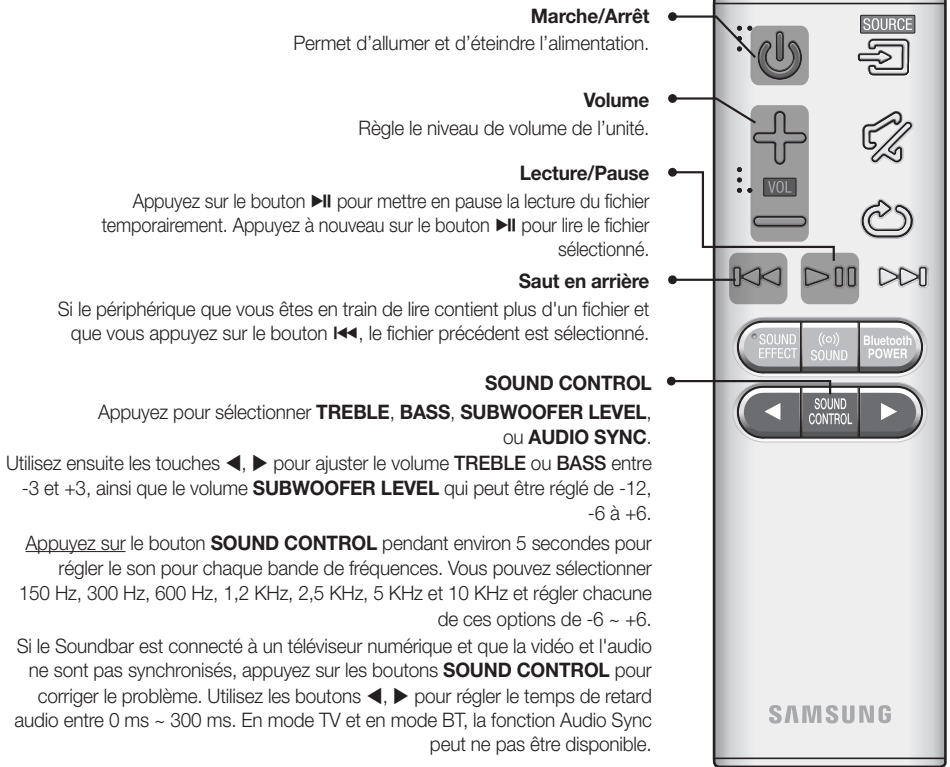 Marche/Arrêt
Permet d'allumer et d'éteindre l'alimentation.
Volume
Règle le niveau de volume de l'unité.
Lecture/Pause
Appuyez sur le bouton ►II pour mettre en pause la lecture du fichier
temporairement. Appuyez à nouveau sur le bouton ►II pour lire le fichier
sélectionné.
Saut en arrière
Si le périphérique que vous êtes en train de lire contient plus d'un fichier et
que vous appuyez sur le bouton I◄◄, le fichier précédent est sélectionné.
SOUND CONTROL
Appuyez pour sélectionner TREBLE, BASS, SUBWOOFER LEVEL,
ou AUDIO SYNC.
Utilisez ensuite les touches ◄, ► pour ajuster le volume TREBLE ou BASS entre
-3 et +3, ainsi que le volume SUBWOOFER LEVEL qui peut être réglé de -12,
-6 à +6.
Appuyez sur le bouton SOUND CONTROL pendant environ 5 secondes pour
régler le son pour chaque bande de fréquences. Vous pouvez sélectionner
150 Hz, 300 Hz, 600 Hz, 1,2 KHz, 2,5 KHz, 5 KHz et 10 KHz et régler chacune
de ces options de -6 ~ +6.
Si le Soundbar est connecté à un téléviseur numérique et que la vidéo et l'audio
ne sont pas synchronisés, appuyez sur les boutons SOUND CONTROL pour
corriger le problème. Utilisez les boutons ◄, ► pour régler le temps de retard
audio entre 0 ms ~ 300 ms. En mode TV et en mode BT, la fonction Audio Sync
peut ne pas être disponible.
SOURCE
VOL
SOUND
EFFECT
SOUND
Bluetooth
POWER
SOUND
CONTROL
SAMSUNG